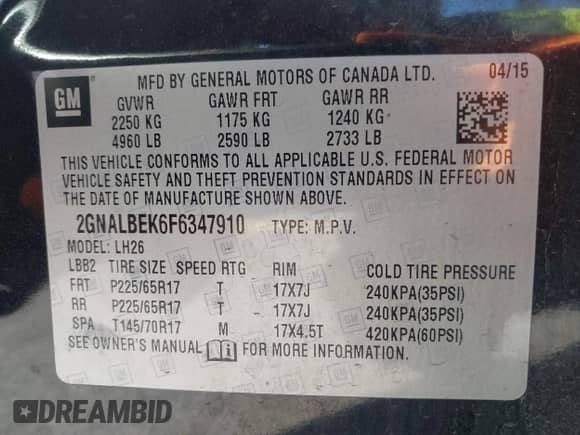 GM
MFD BY GENERAL MOTORS OF CANADA LTD. 04/15
GVWR GAWR FRT GAWR RR
2250 KG 1175 KG 1240 KG
4960 LB 2590 LB 2733 LB
THIS VEHICLE CONFORMS TO ALL APPLICABLE U.S. FEDERAL MOTOR
VEHICLE SAFETY AND THEFT PREVENTION STANDARDS IN EFFECT ON
THE DATE OF MANUFACTURE SHOWN ABOVE.
2GNALBEK6F6347910 TYPE: M.P.V.
MODEL: LH26
LBB2 TIRE SIZE SPEED RTG RIM COLD TIRE PRESSURE
FRT P225/65R17 T 17X7J 240KPA(35PSI)
RR P225/65R17 T 17X7J 240KPA(35PSI)
SPA T145/70R17 M 17X4.5T 420KPA(60PSI)
SEE OWNER'S MANUAL FOR MORE INFORMATION.
DREAMBID